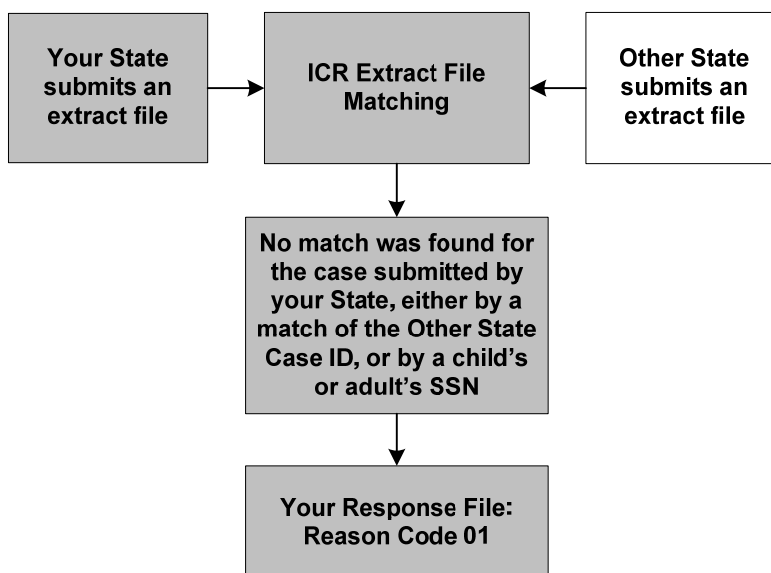 Your State
submits an
extract file
ICR Extract File
Matching
Other State
submits an
extract file
No match was found for
the case submitted by
your State, either by a
match of the Other State
Case ID, or by a child's
or adult's SSN
Your Response File:
Reason Code 01